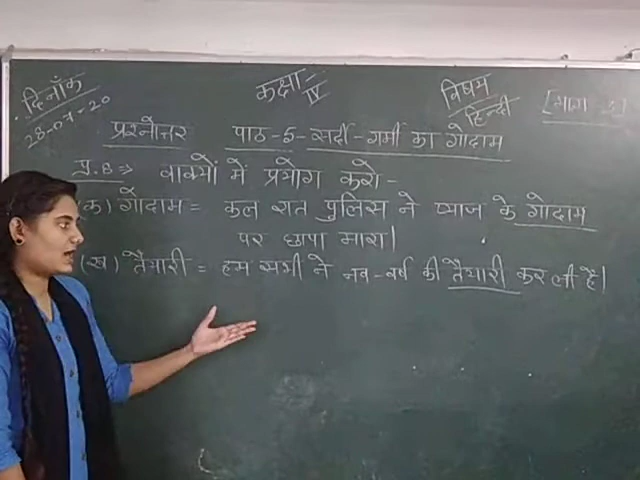 दिनाँक
28-07-20
कक्षा:- IV
विषय
हिन्दी
प्रश्नोत्तर पाठ-5-सर्दी-गर्मी का गोदाम
प्र.B⇒ वाक्यों में प्रयोग करो-
(क) गोदाम = कल रात पुलिस ने प्याज के गोदाम
पर छापा मारा।
(ख) तैयारी = हम सभी ने नव-वर्ष की तैयारी कर ली है।